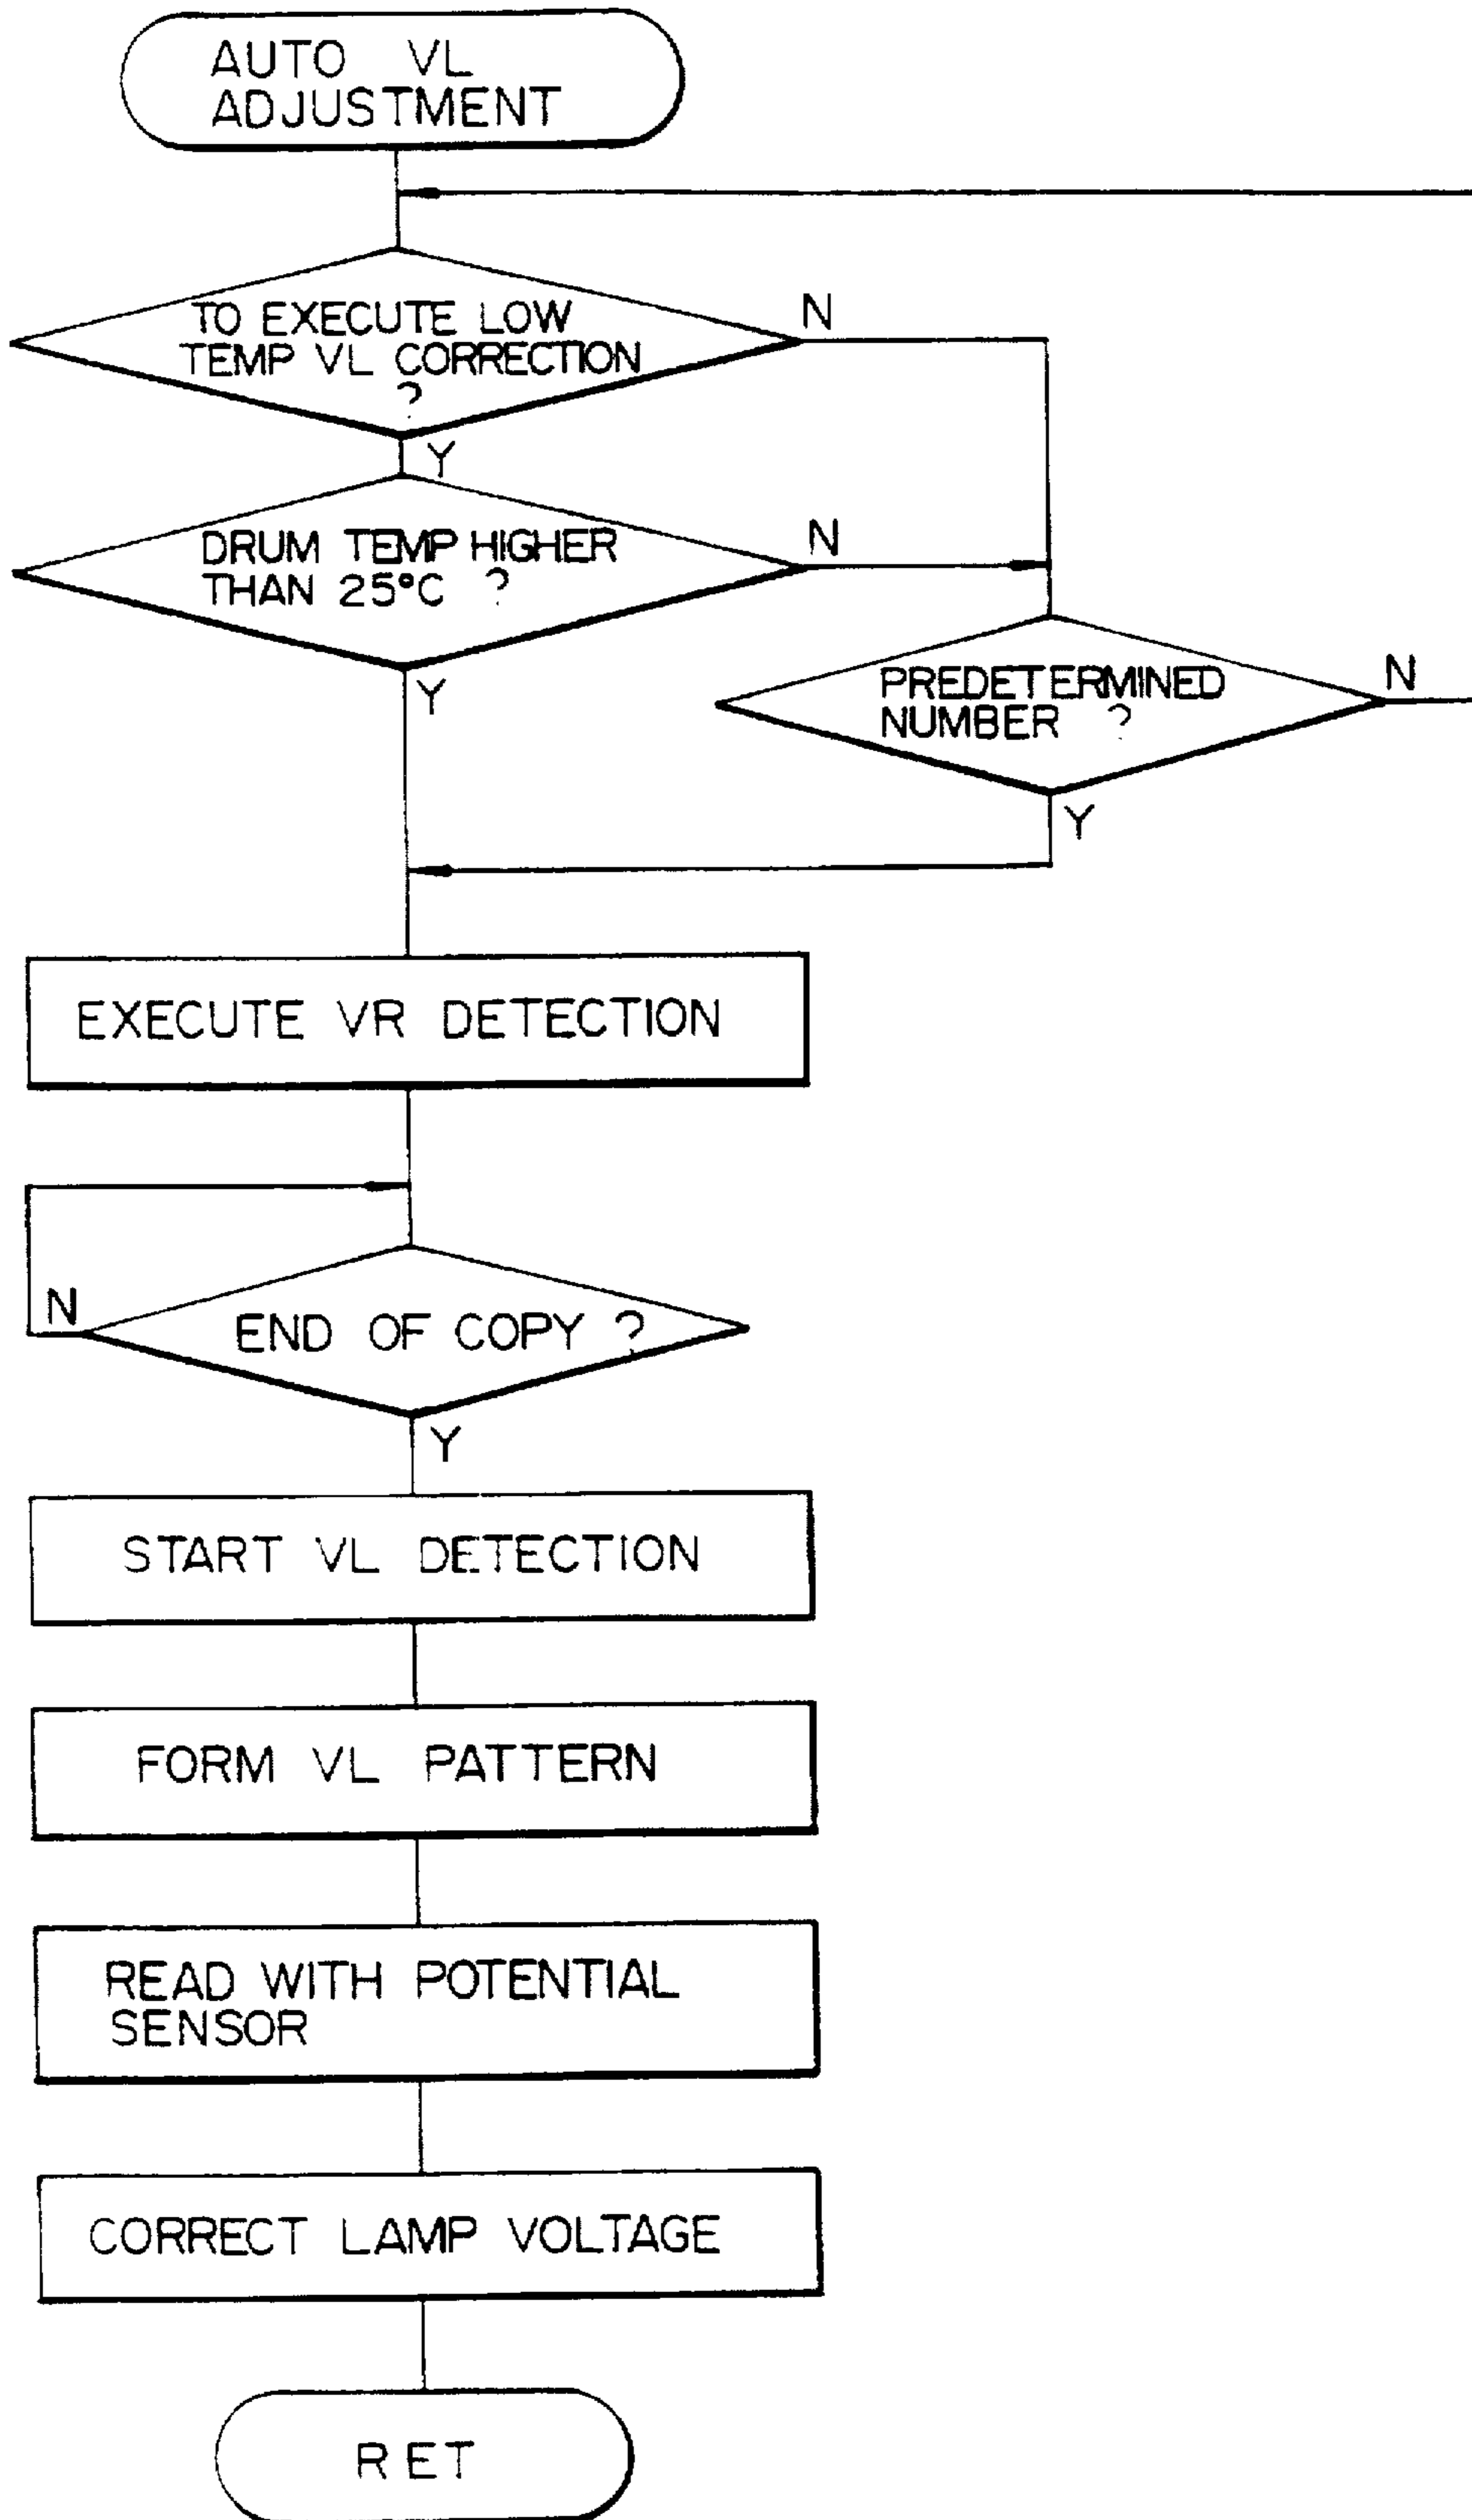 AUTO VL
ADJUSTMENT
TO EXECUTE LOW
TEMP VL CORRECTION
?
N
Y
DRUM TEMP HIGHER
THAN 25°C ?
N
Y
PREDETERMINED
NUMBER ?
N
Y
EXECUTE VR DETECTION
N
END OF COPY ?
Y
START VL DETECTION
FORM VL PATTERN
READ WITH POTENTIAL
SENSOR
CORRECT LAMP VOLTAGE
RET